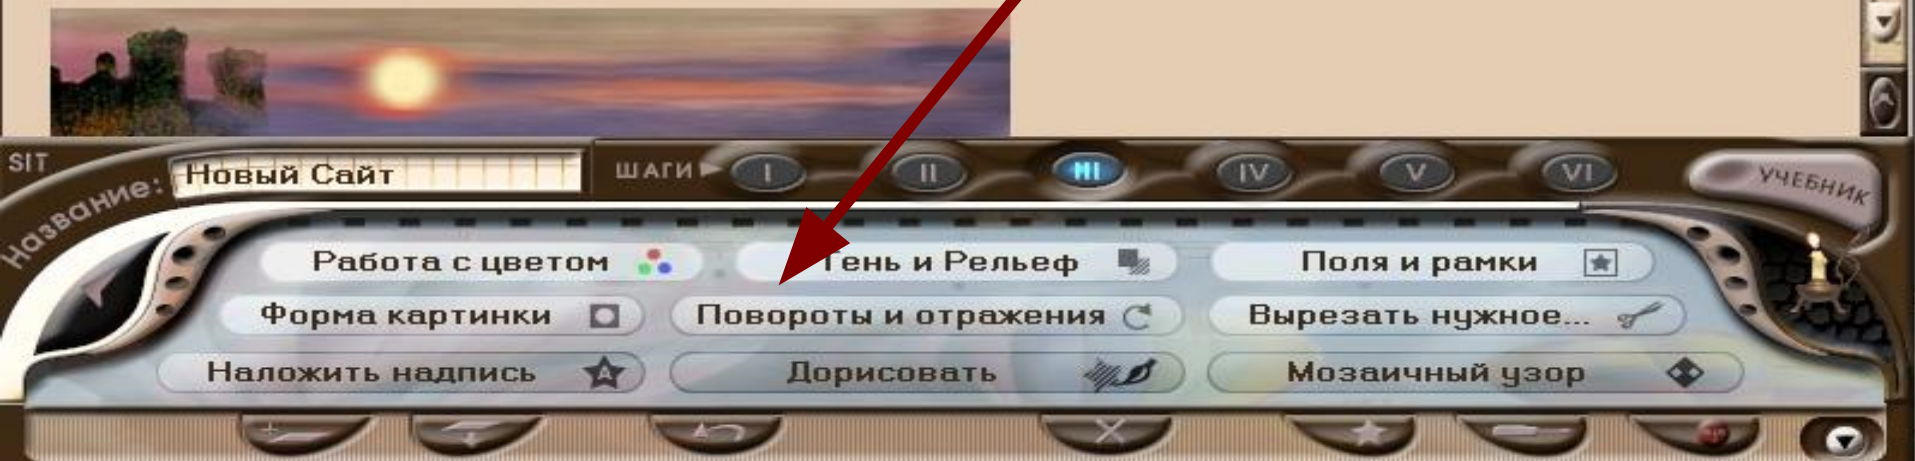 SIT
Название:
Новый Сайт
ШАГИ
I
II
III
IV
V
VI
УЧЕБНИК
Работа с цветом
Тень и Рельеф
Поля и рамки
Форма картинки
Повороты и отражения
Вырезать нужное...
Наложить надпись
A
Дорисовать
Мозаичный узор